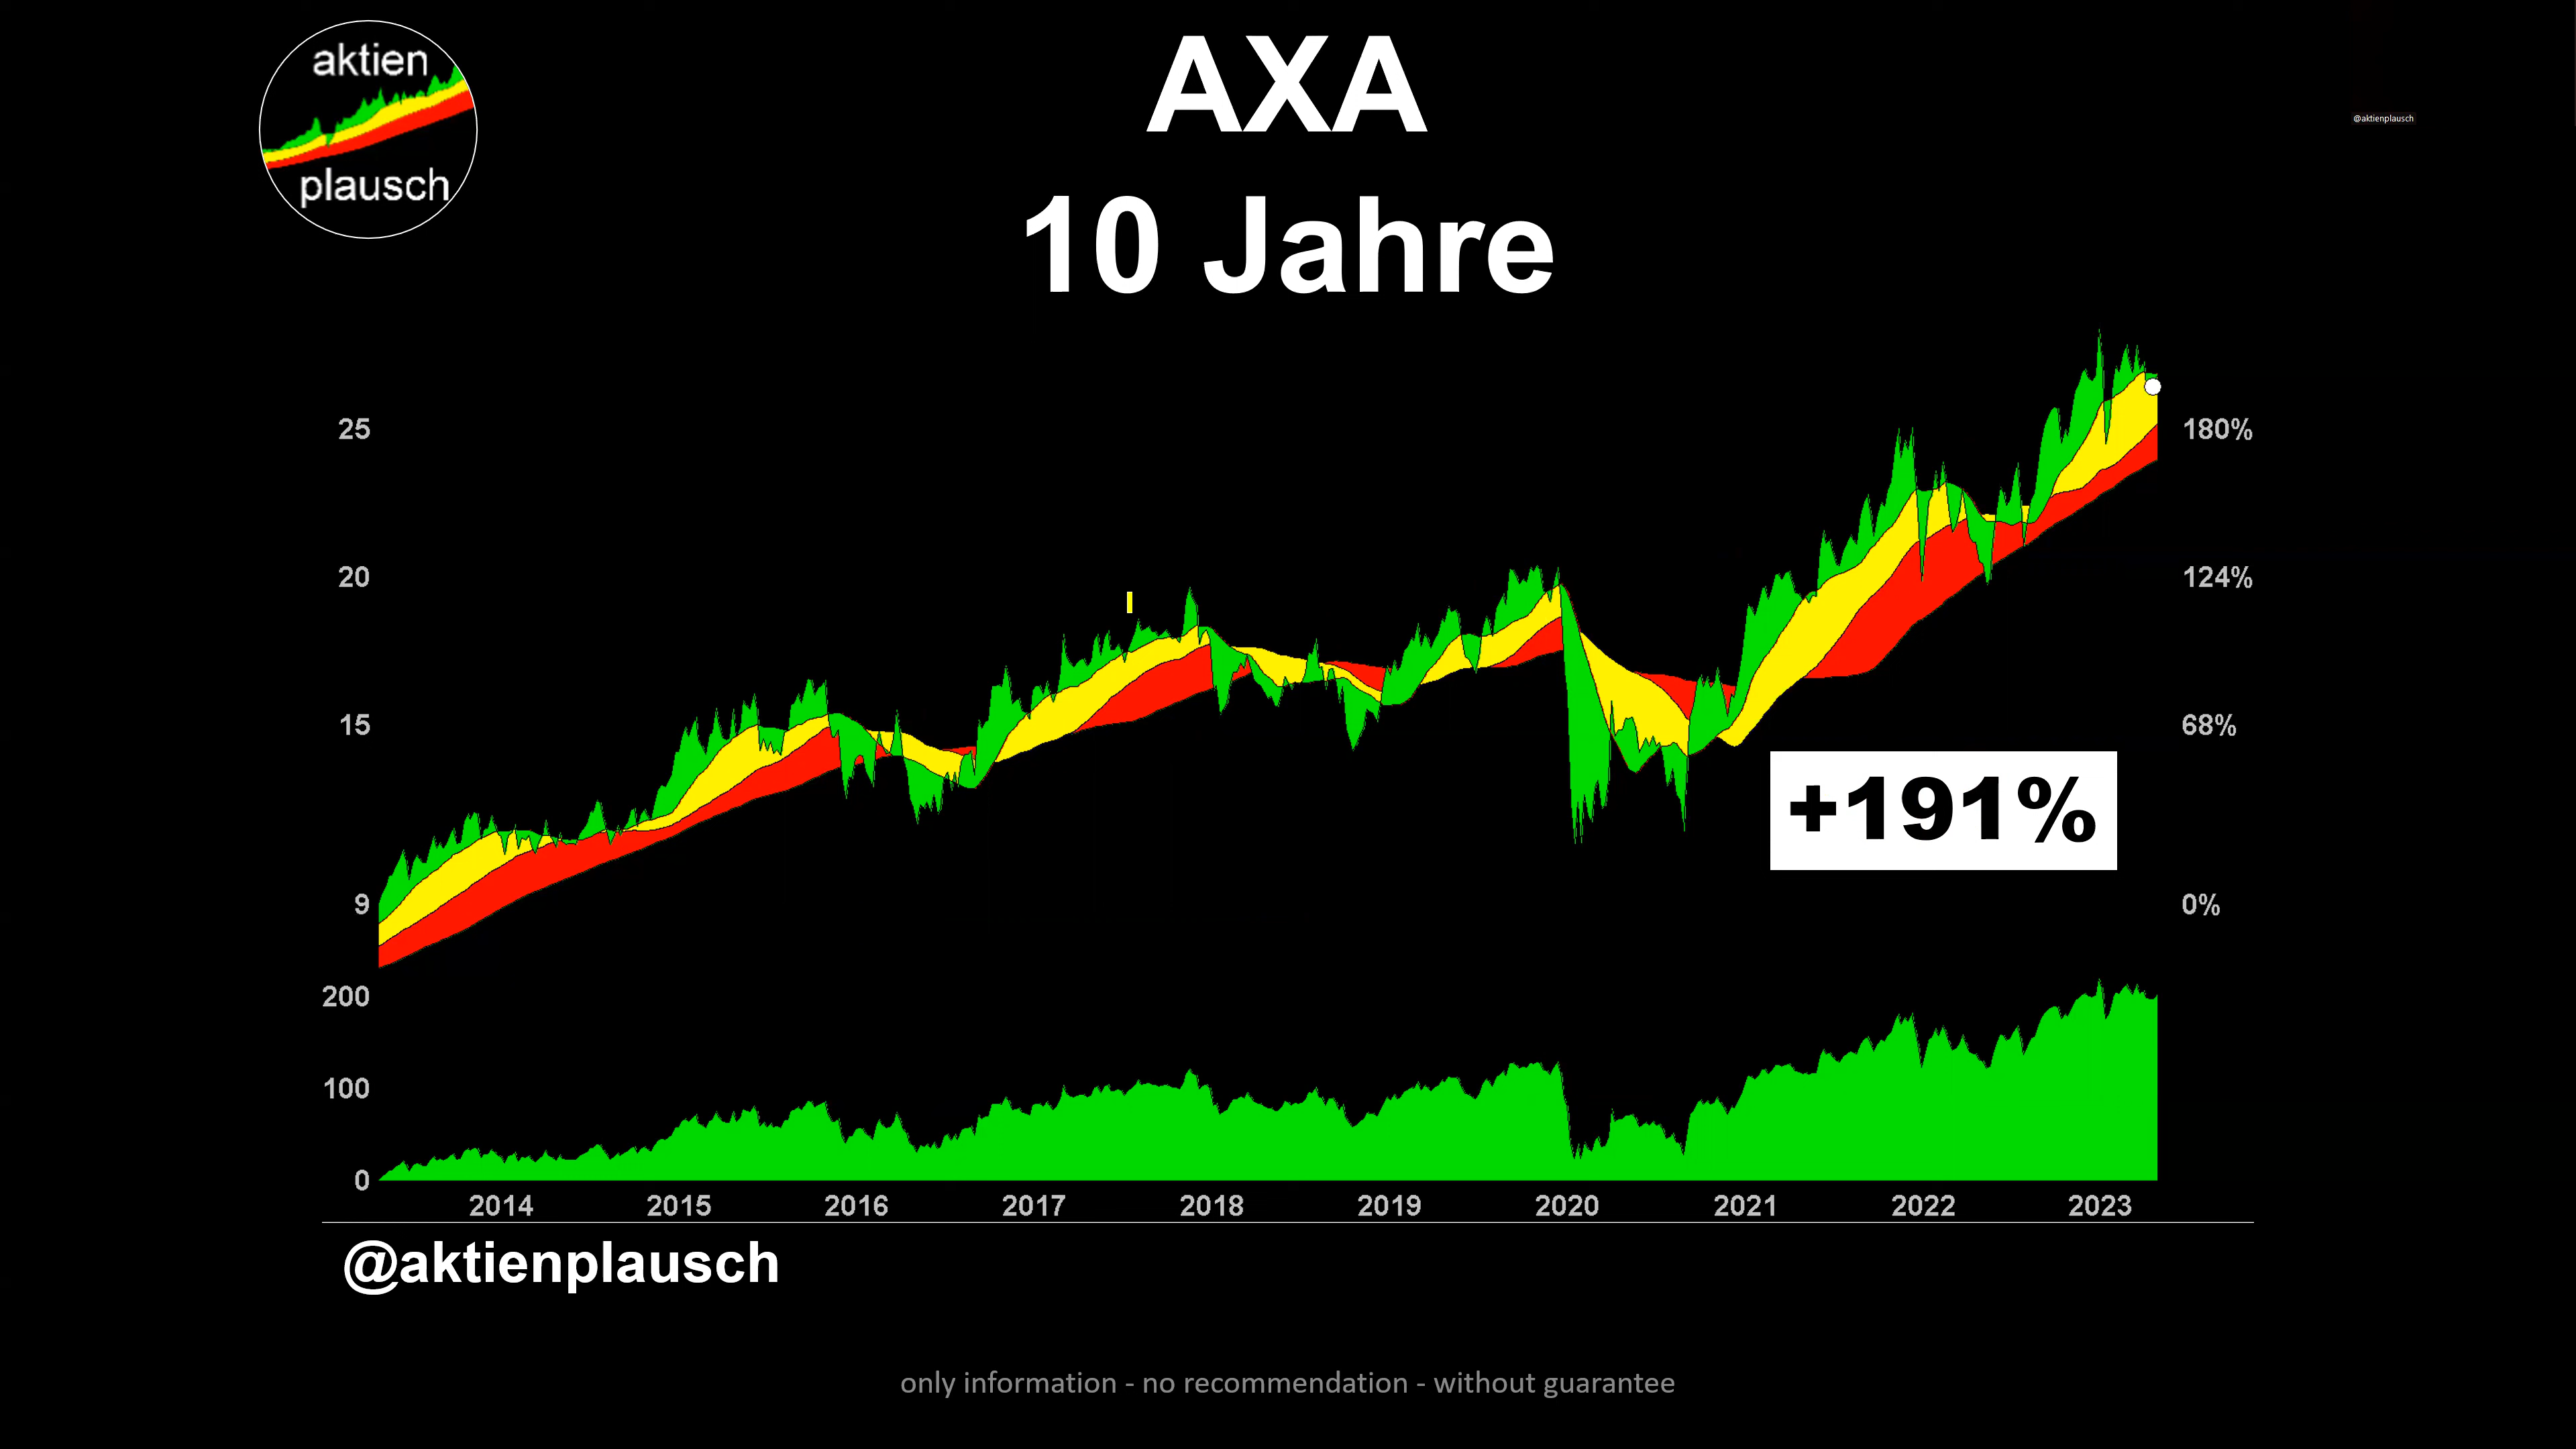 aktien
plausch
AXA
10 Jahre
@aktienplausch
25
180%
20
124%
15
68%
+191%
9
0%
200
100
0
2014 2015 2016 2017 2018 2019 2020 2021 2022 2023
@aktienplausch
only information - no recommendation - without guarantee